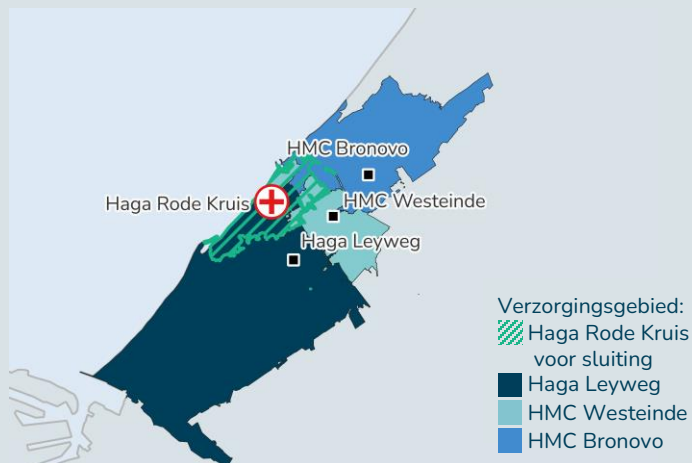 HMC Bronovo
Haga Rode Kruis
HMC Westeinde
Haga Leyweg
Verzorgingsgebied:
Haga Rode Kruis
voor sluiting
Haga Leyweg
HMC Westeinde
HMC Bronovo